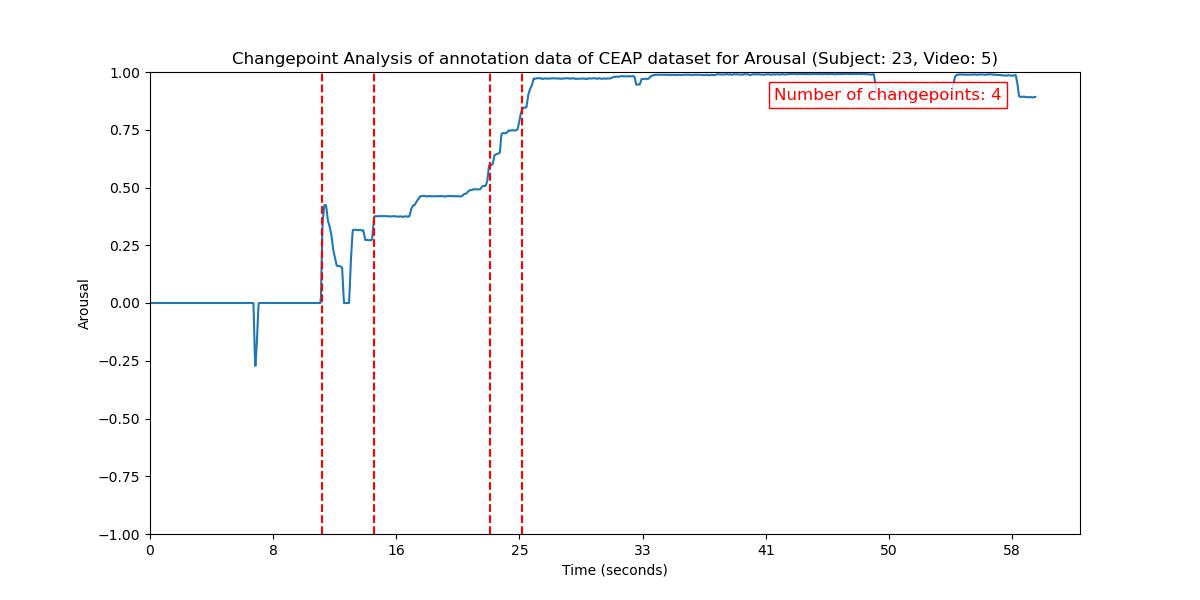 Changepoint Analysis of annotation data of CEAP dataset for Arousal (Subject: 23, Video: 5)
Number of changepoints: 4
1.00
0.75
0.50
0.25
0.00
−0.25
−0.50
−0.75
−1.00
Arousal
0 8 16 25 33 41 50 58
Time (seconds)